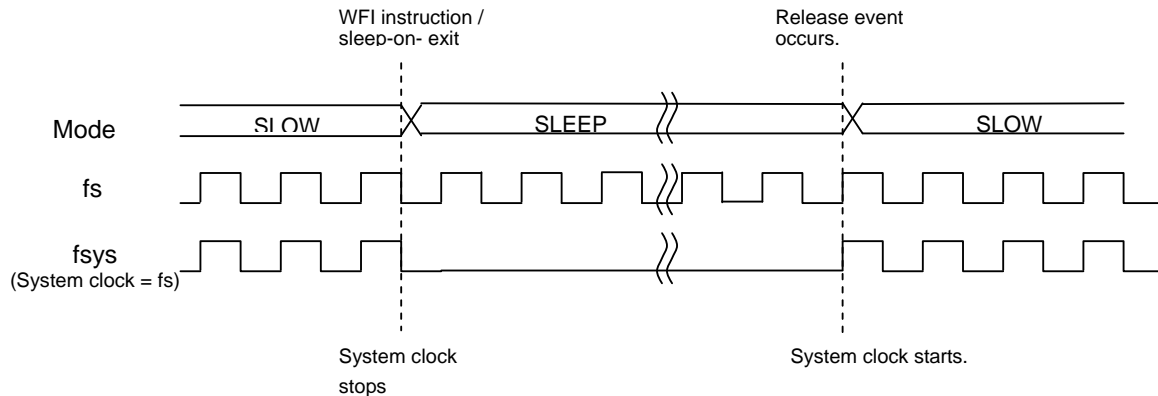 WFI instruction /
sleep-on- exit
Release event
occurs.
Mode
SLOW
SLEEP
SLOW
fs
fsys
(System clock = fs)
System clock
stops
System clock starts.